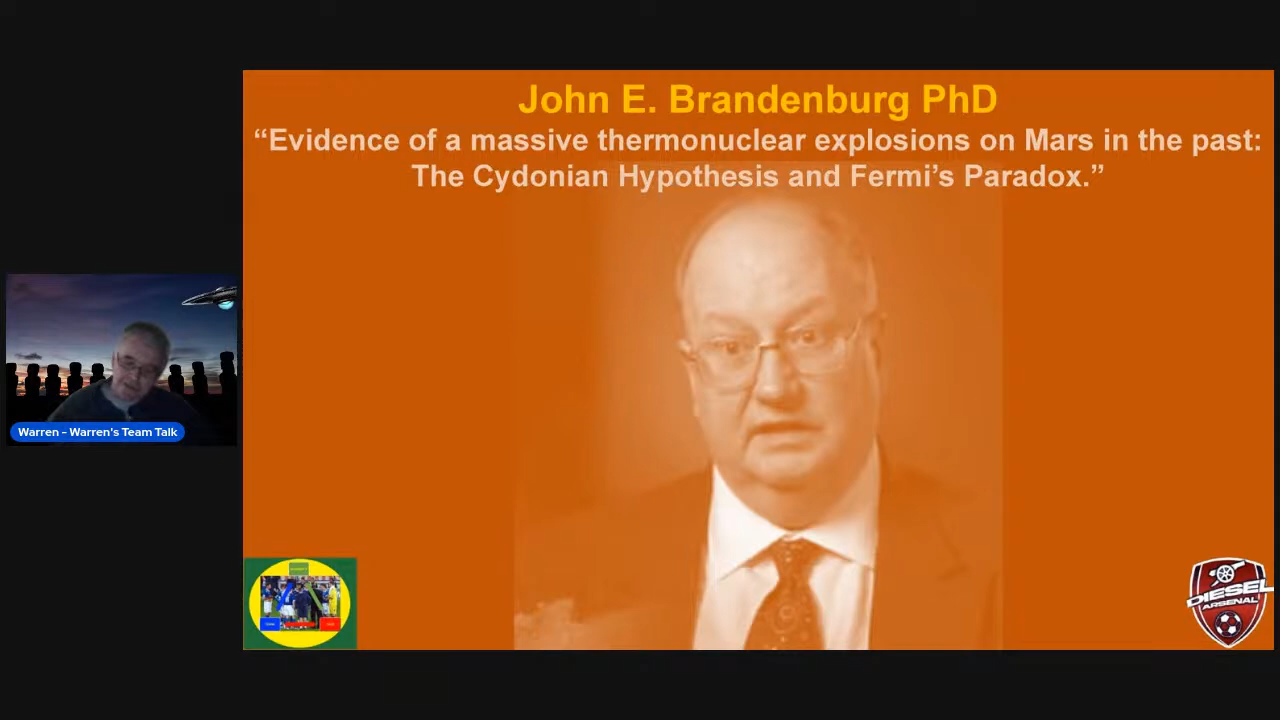 John E. Brandenburg PhD
“Evidence of a massive thermonuclear explosions on Mars in the past:
The Cydonian Hypothesis and Fermi’s Paradox.”
Warren – Warren's Team Talk
DIESEL
ARSENAL